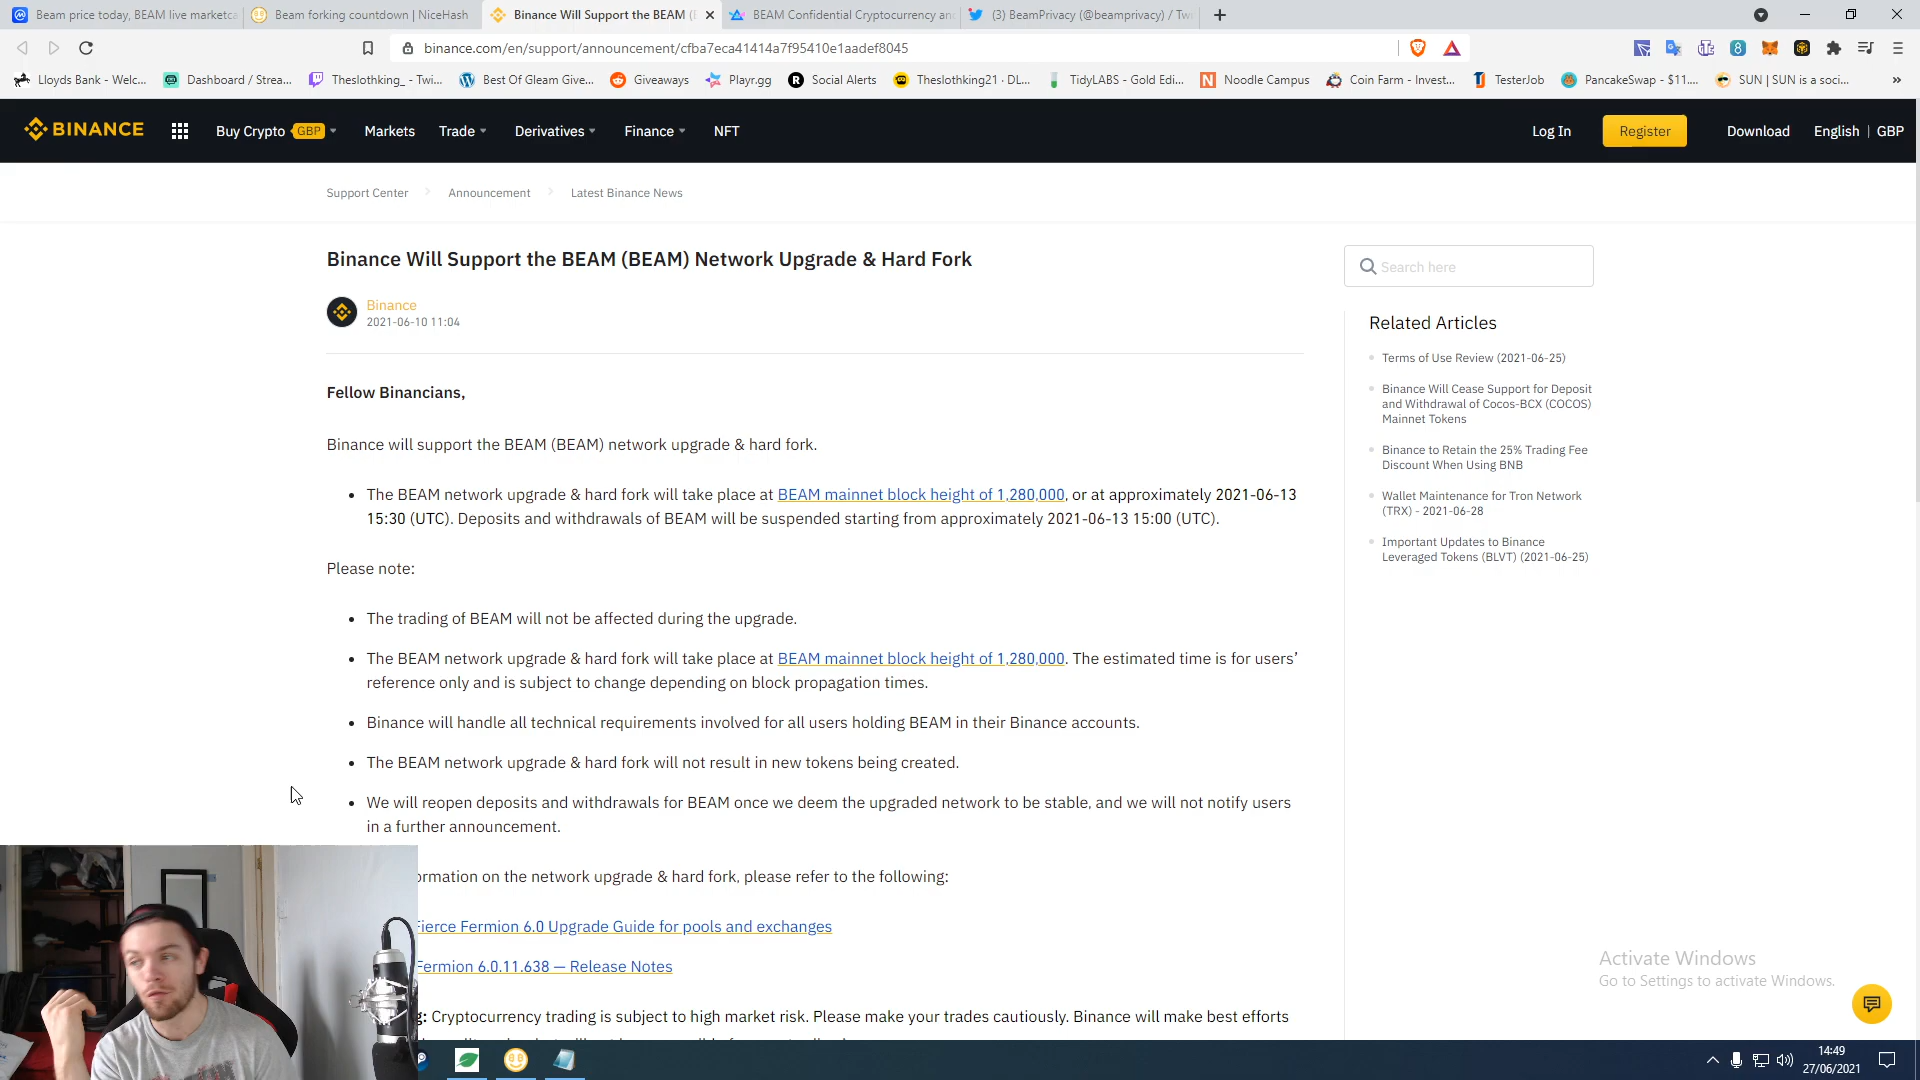 Beam price today, BEAM live marketca
Beam forking countdown | NiceHash
Binance Will Support the BEAM (
BEAM Confidential Cryptocurrency an
(3) BeamPrivacy (@beamprivacy) / Tw
binance.com/en/support/announcement/cfba7eca41414a7f95410e1aadef8045
Lloyds Bank - Welc...
Dashboard / Strea...
Theslothking_ - Twi...
Best Of Gleam Give...
Giveaways
Playr.gg
Social Alerts
Theslothking21 · DL...
TidyLABS - Gold Edi...
Noodle Campus
Coin Farm - Invest...
TesterJob
PancakeSwap - $11....
SUN | SUN is a soci...
BINANCE
Buy Crypto GBP
Markets
Trade
Derivatives
Finance
NFT
Log In
Register
Download
English | GBP
Support Center
Announcement
Latest Binance News
Binance Will Support the BEAM (BEAM) Network Upgrade & Hard Fork
Binance
2021-06-10 11:04
Fellow Binancians,
Binance will support the BEAM (BEAM) network upgrade & hard fork.
• The BEAM network upgrade & hard fork will take place at BEAM mainnet block height of 1,280,000, or at approximately 2021-06-13
15:30 (UTC). Deposits and withdrawals of BEAM will be suspended starting from approximately 2021-06-13 15:00 (UTC).
Please note:
• The trading of BEAM will not be affected during the upgrade.
• The BEAM network upgrade & hard fork will take place at BEAM mainnet block height of 1,280,000. The estimated time is for users’
reference only and is subject to change depending on block propagation times.
• Binance will handle all technical requirements involved for all users holding BEAM in their Binance accounts.
• The BEAM network upgrade & hard fork will not result in new tokens being created.
• We will reopen deposits and withdrawals for BEAM once we deem the upgraded network to be stable, and we will not notify users
in a further announcement.
ormation on the network upgrade & hard fork, please refer to the following:
Fierce Fermion 6.0 Upgrade Guide for pools and exchanges
Fermion 6.0.11.638 — Release Notes
g: Cryptocurrency trading is subject to high market risk. Please make your trades cautiously. Binance will make best efforts
Search here
Related Articles
Terms of Use Review (2021-06-25)
Binance Will Cease Support for Deposit
and Withdrawal of Cocos-BCX (COCOS)
Mainnet Tokens
Binance to Retain the 25% Trading Fee
Discount When Using BNB
Wallet Maintenance for Tron Network
(TRX) - 2021-06-28
Important Updates to Binance
Leveraged Tokens (BLVT) (2021-06-25)
Activate Windows
Go to Settings to activate Windows.
14:49
27/06/2021